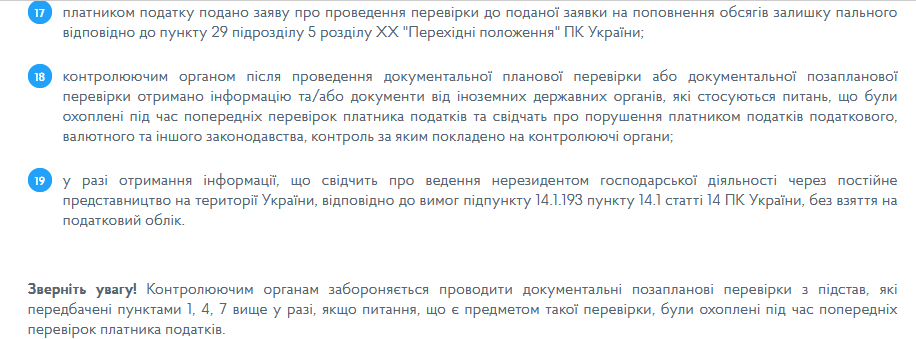 17 платником податку подано заяву про проведення перевірки до поданої заявки на поповнення обсягів залишку пального
відповідно до пункту 29 підрозділу 5 розділу XX "Перехідні положення" ПК України;
18 контролюючим органом після проведення документальної планової перевірки або документальної позапланової
перевірки отримано інформацію та/або документи від іноземних державних органів, які стосуються питань, що були
охоплені під час попередніх перевірок платника податків та свідчать про порушення платником податків податкового,
валютного та іншого законодавства, контроль за яким покладено на контролюючі органи;
19 у разі отримання інформації, що свідчить про ведення нерезидентом господарської діяльності через постійне
представництво на території України, відповідно до вимог підпункту 14.1.193 пункту 14.1 статті 14 ПК України, без взяття на
податковий облік.
Зверніть увагу! Контролюючим органам забороняється проводити документальні позапланові перевірки з підстав, які
передбачені пунктами 1, 4, 7 вище у разі, якщо питання, що є предметом такої перевірки, були охоплені під час попередніх
перевірок платника податків.